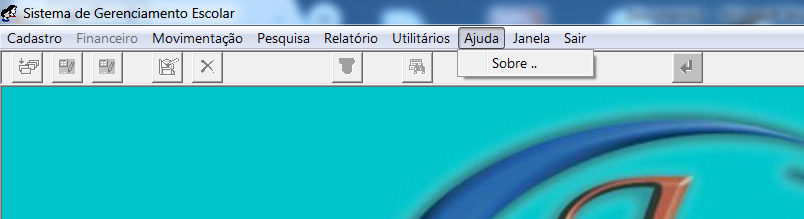 Sistema de Gerenciamento Escolar
Cadastro Financeiro Movimentação Pesquisa Relatório Utilitários Ajuda Janela Sair
Sobre ..